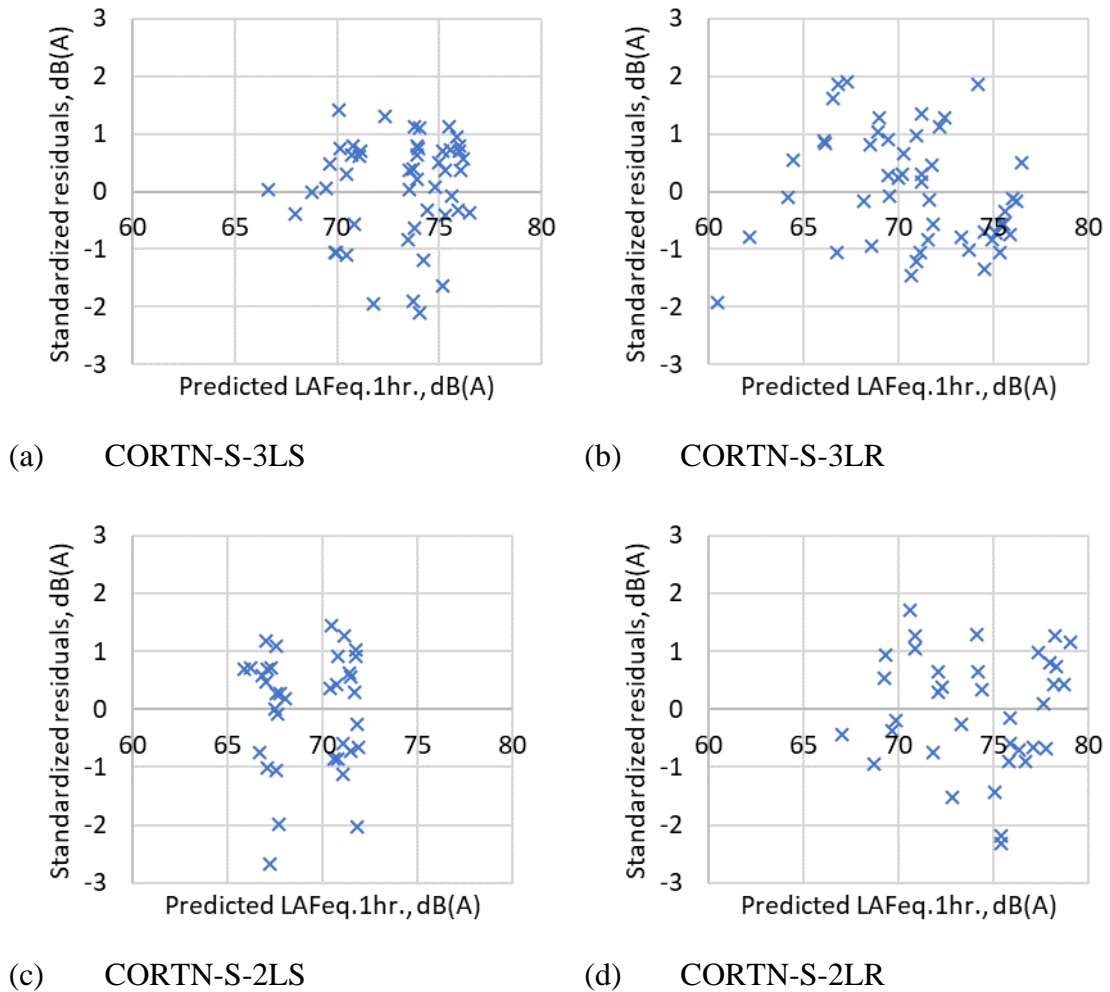 3
2
1
0
-1
-2
-3
60 65 70 75 80
Standardized residuals, dB(A)
Predicted LAFeq.1hr., dB(A)
(a) CORTN-S-3LS
3
2
1
0
-1
-2
-3
60 65 70 75 80
Standardized residuals, dB(A)
Predicted LAFeq.1hr., dB(A)
(b) CORTN-S-3LR
3
2
1
0
-1
-2
-3
60 65 70 75 80
Standardized residuals, dB(A)
Predicted LAFeq.1hr., dB(A)
(c) CORTN-S-2LS
3
2
1
0
-1
-2
-3
60 65 70 75 80
Standardized residuals, dB(A)
Predicted LAFeq.1hr., dB(A)
(d) CORTN-S-2LR